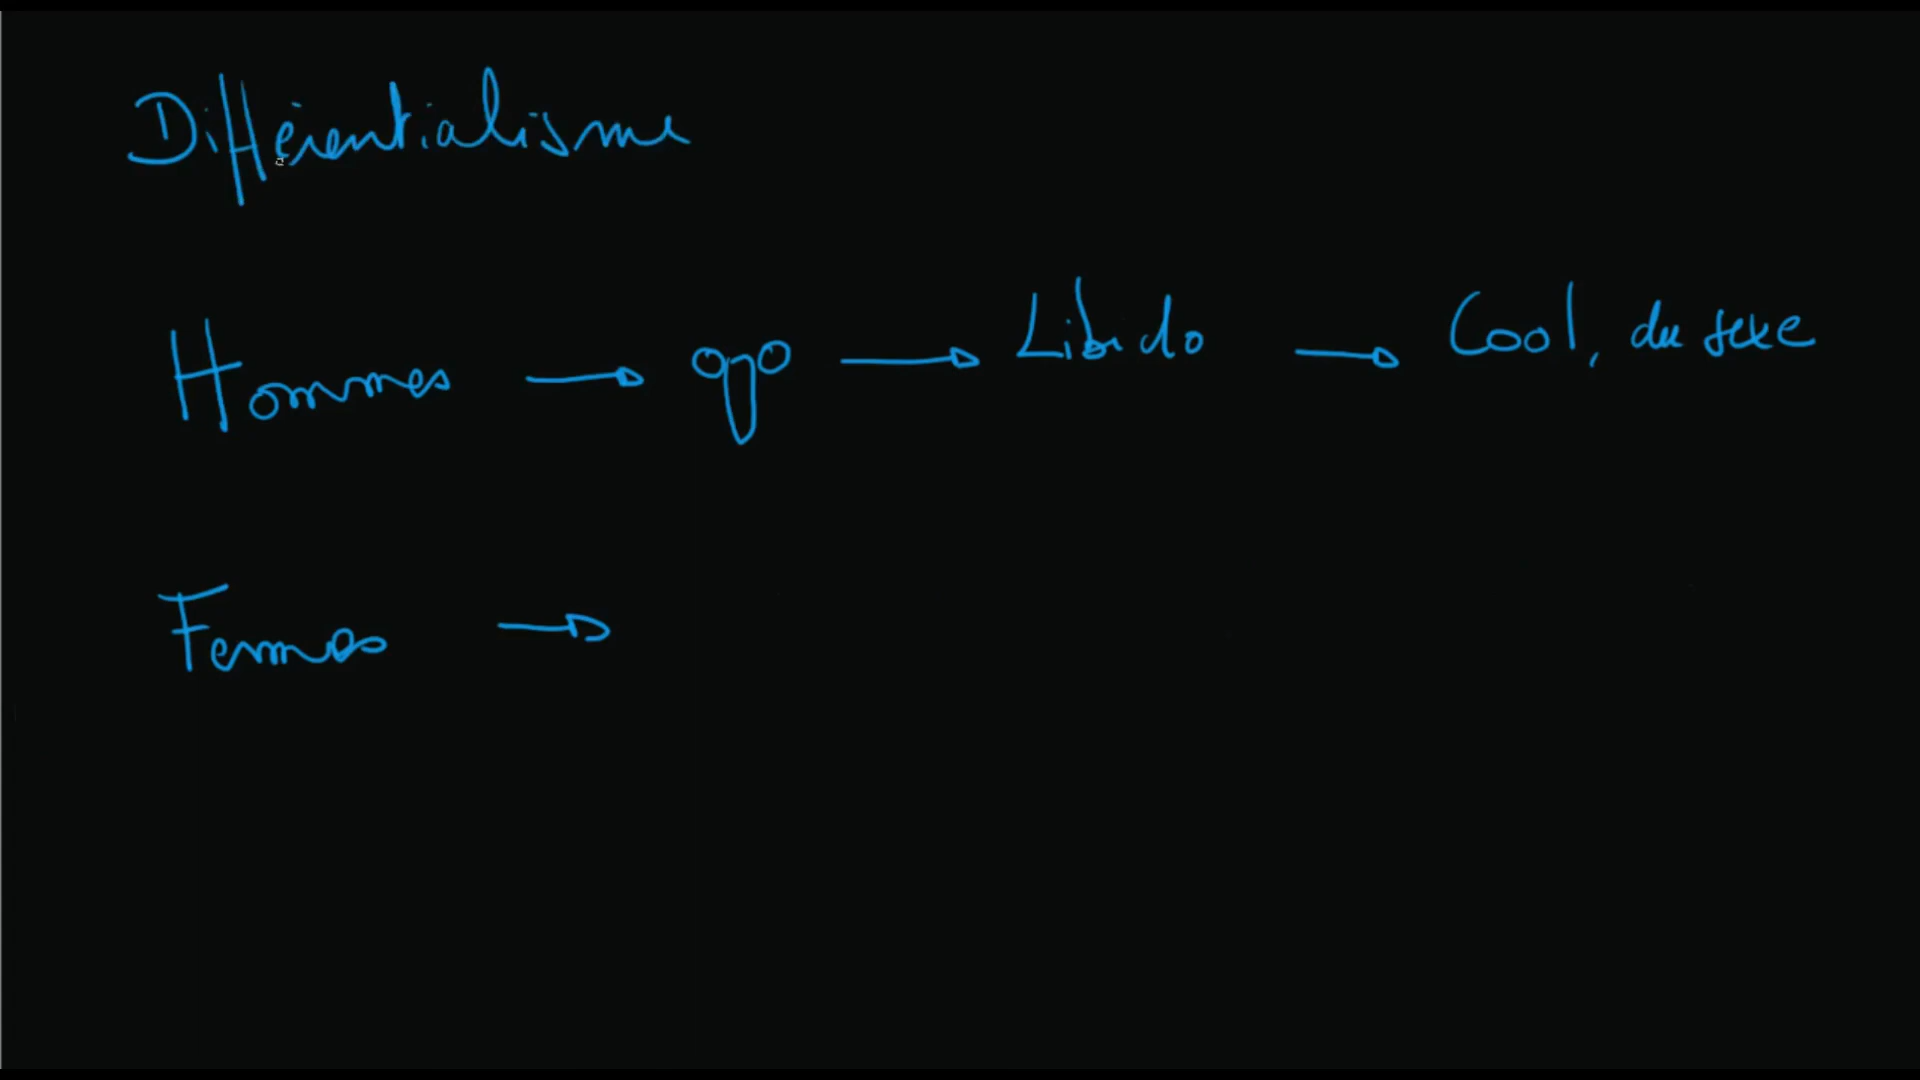 Différentialisme
Hommes → → Libido → Cool, du sexe
Femmes →